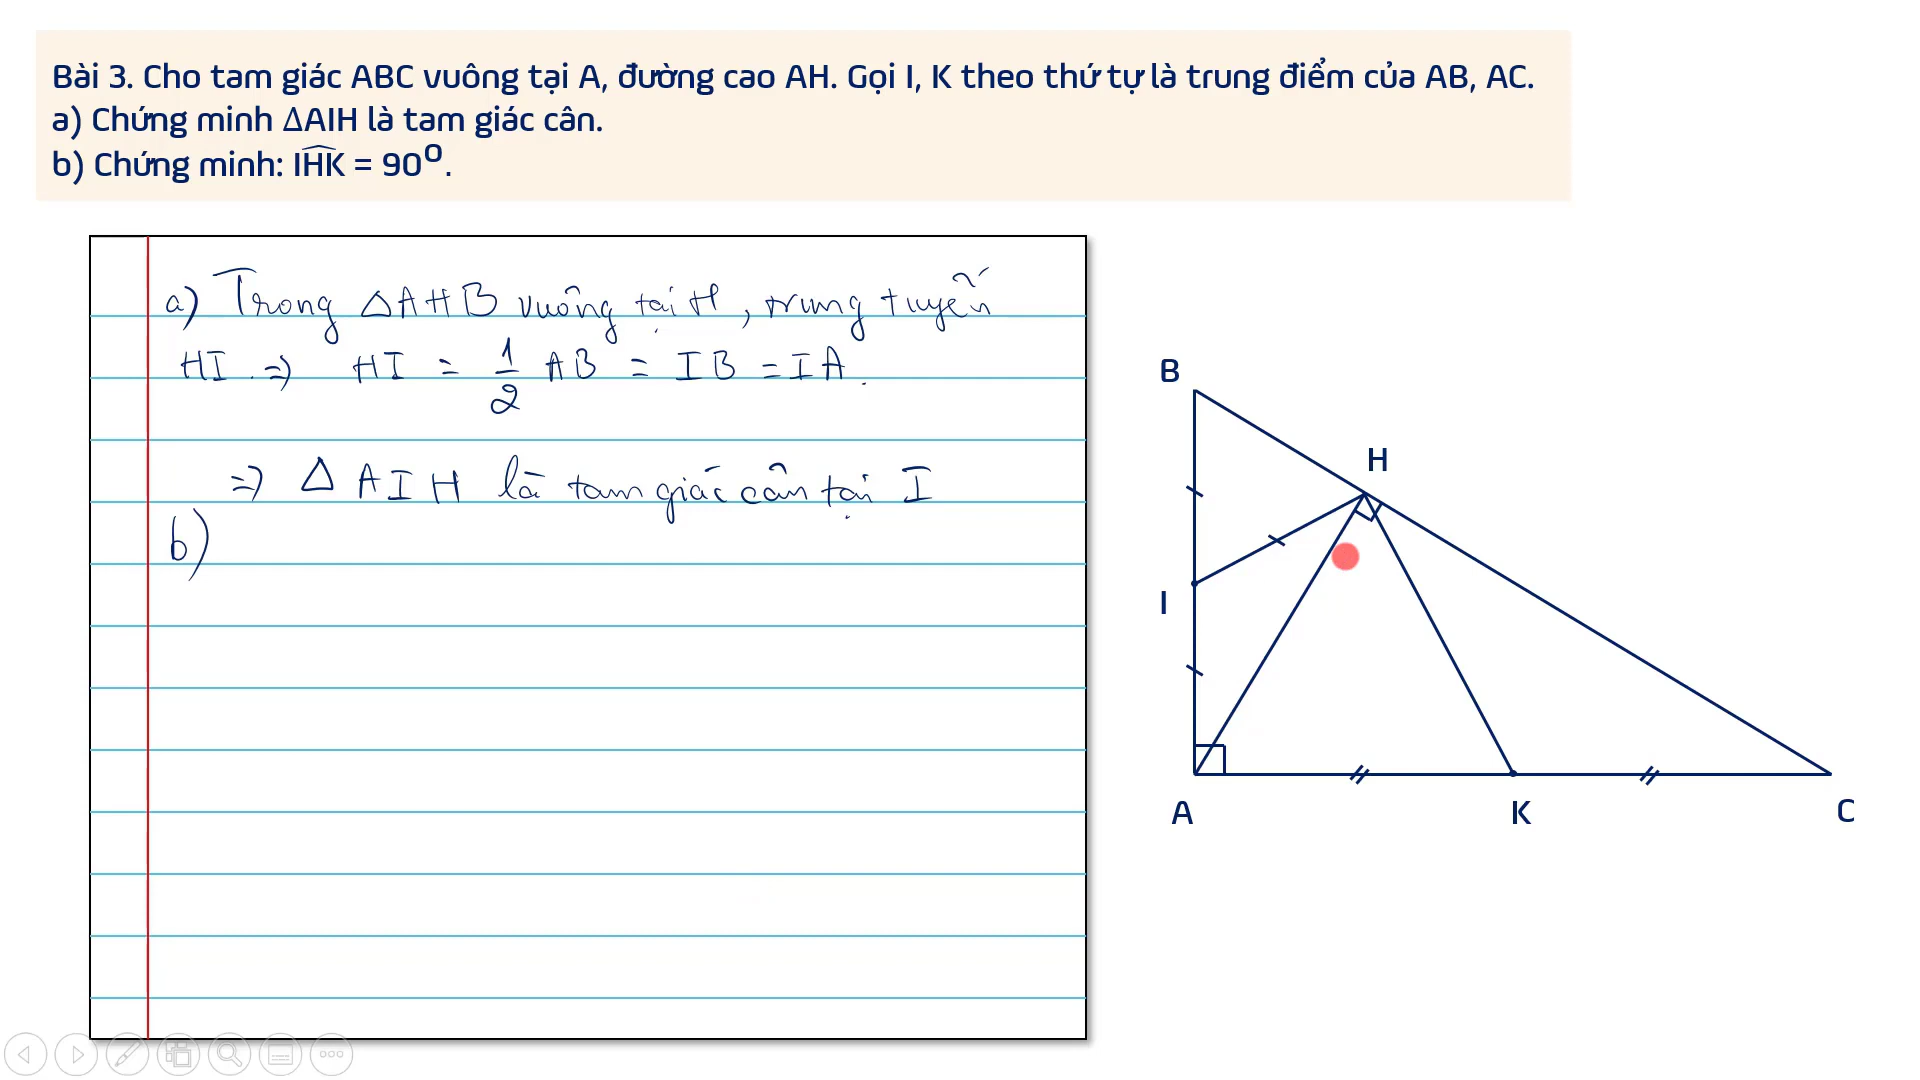 Bài 3. Cho tam giác ABC vuông tại A, đường cao AH. Gọi I, K theo thứ tự là trung điểm của AB, AC.
a) Chứng minh ΔAIH là tam giác cân.
b) Chứng minh: IHK = 90⁰.
a) Trong ΔAHB vuông tại H, trung tuyến
HI. => HI = 1/2 AB = IB = IA.
=> Δ AIH là tam giác cân tại I
b)
B
H
I
A
K
C